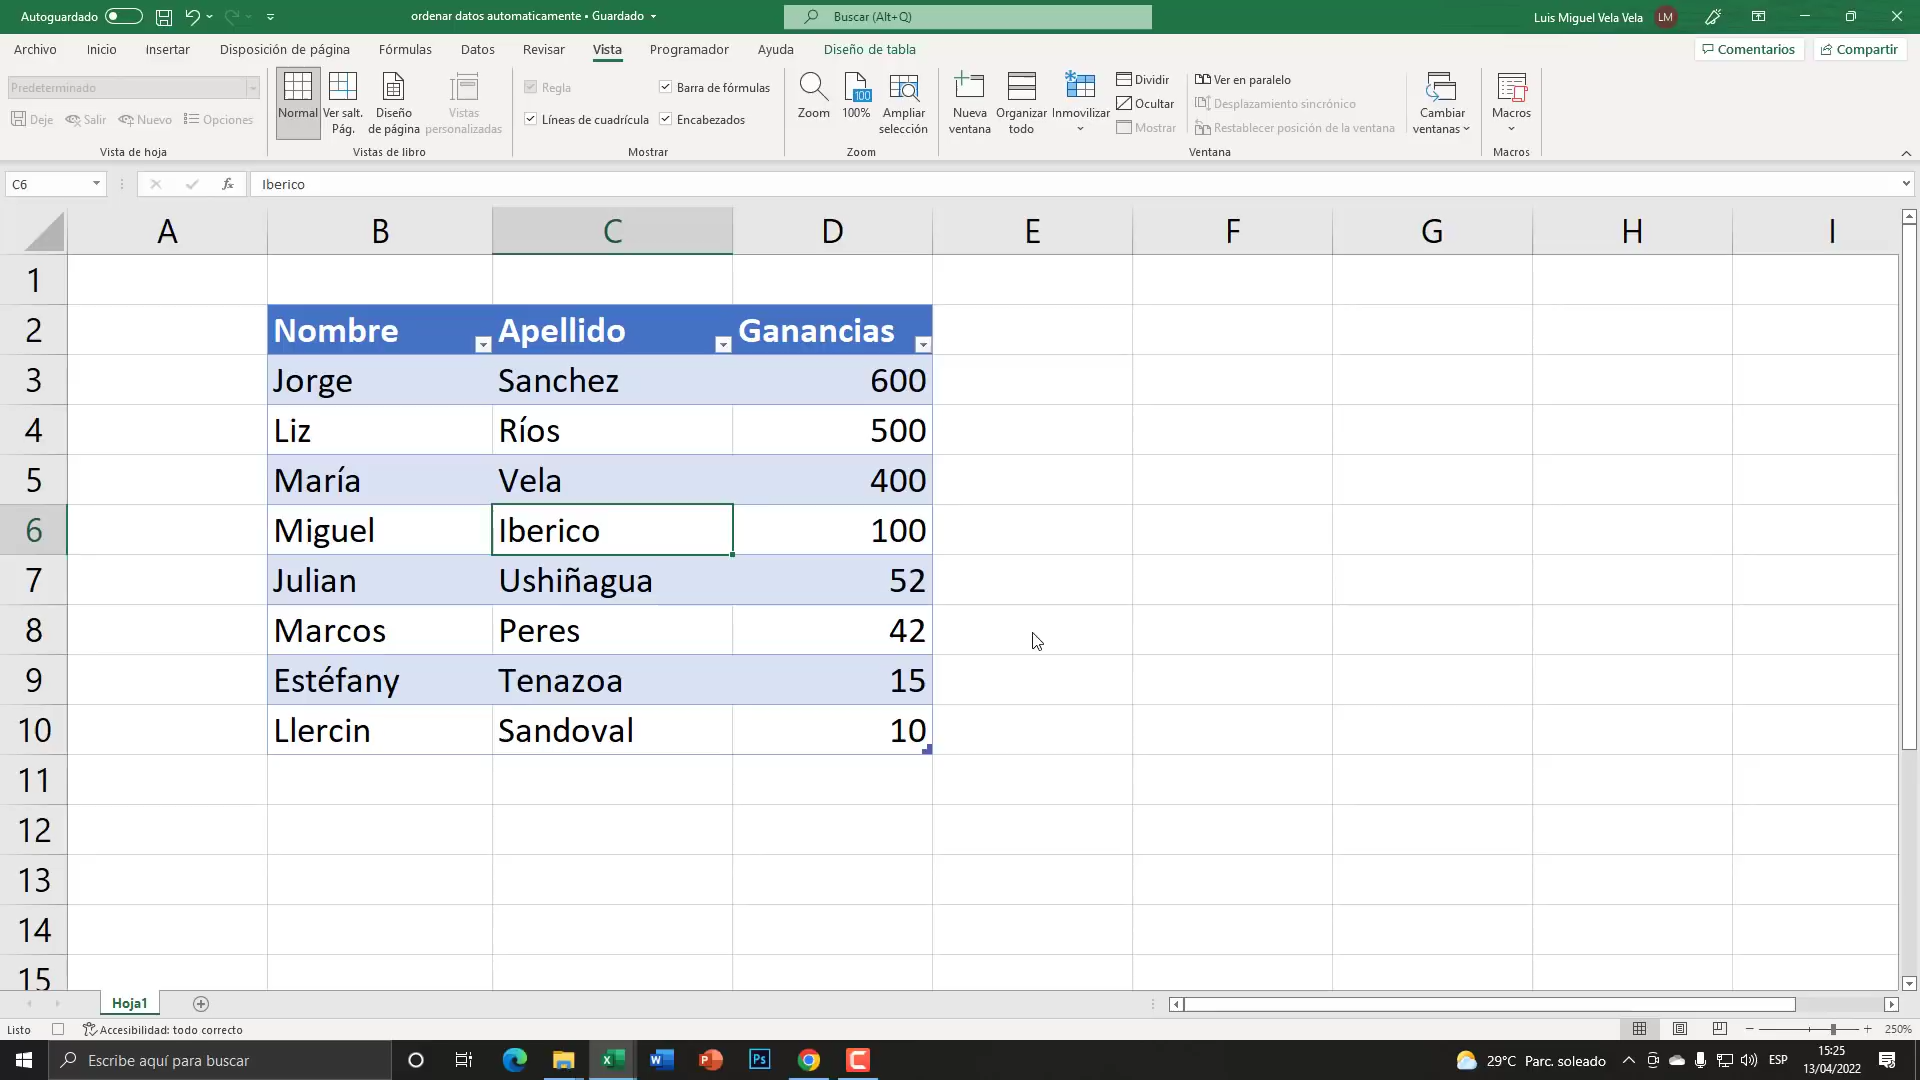 Autoguardado
ordenar datos automaticamente • Guardado
Buscar (Alt+Q)
Luis Miguel Vela Vela
LM
Archivo Inicio Insertar Disposición de página Fórmulas Datos Revisar Vista Programador Ayuda Diseño de tabla
Comentarios Compartir
Predeterminado
Deje Salir Nuevo Opciones
Vista de hoja
Normal
Ver salt. Pág.
Diseño de página
Vistas personalizadas
Vistas de libro
Regla
Barra de fórmulas
Líneas de cuadrícula
Encabezados
Mostrar
Zoom
100
100%
Ampliar selección
Zoom
Nueva ventana
Organizar todo
Inmovilizar
Dividir
Ocultar
Mostrar
Ver en paralelo
Desplazamiento sincrónico
Restablecer posición de la ventana
Ventana
Cambiar ventanas
Macros
Macros
C6
fx
Iberico
A B C D E F G H I
1
2 Nombre Apellido Ganancias
3 Jorge Sanchez 600
4 Liz Ríos 500
5 María Vela 400
6 Miguel Iberico 100
7 Julian Ushiñagua 52
8 Marcos Peres 42
9 Estéfany Tenazoa 15
10 Llercin Sandoval 10
11
12
13
14
15
Hoja1
Listo
Accesibilidad: todo correcto
250%
Escribe aquí para buscar
29°C Parc. soleado
ESP
15:25
13/04/2022